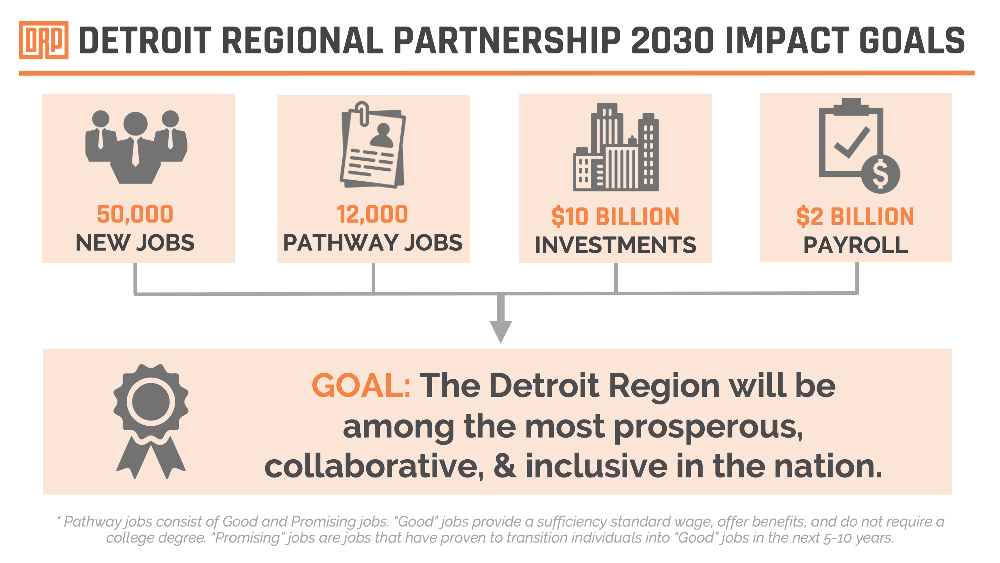 DRP DETROIT REGIONAL PARTNERSHIP 2030 IMPACT GOALS
50,000
NEW JOBS
12,000
PATHWAY JOBS
$10 BILLION
INVESTMENTS
$
$2 BILLION
PAYROLL
GOAL: The Detroit Region will be
among the most prosperous,
collaborative, & inclusive in the nation.
* Pathway jobs consist of Good and Promising jobs. “Good” jobs provide a sufficiency standard wage, offer benefits, and do not require a
college degree. “Promising” jobs are jobs that have proven to transition individuals into “Good” jobs in the next 5-10 years.